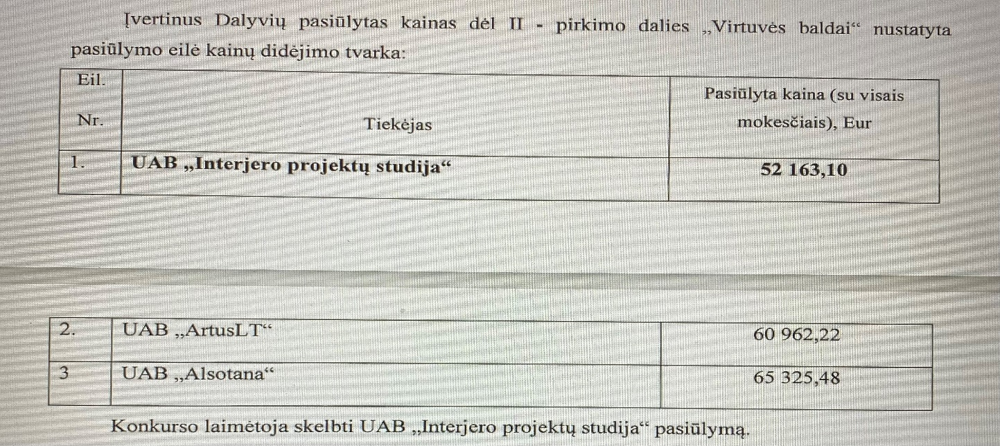 Įvertinus Dalyvių pasiūlytas kainas dėl II - pirkimo dalies „Virtuvės baldai“ nustatyta
pasiūlymo eilė kainų didėjimo tvarka:
Eil.
Nr.
Tiekėjas
Pasiūlyta kaina (su visais
mokesčiais), Eur
1.
UAB „Interjero projektų studija“
52 163,10
2.
UAB „ArtusLT“
60 962,22
3
UAB „Alsotana“
65 325,48
Konkurso laimėtoja skelbti UAB „Interjero projektų studija“ pasiūlymą.